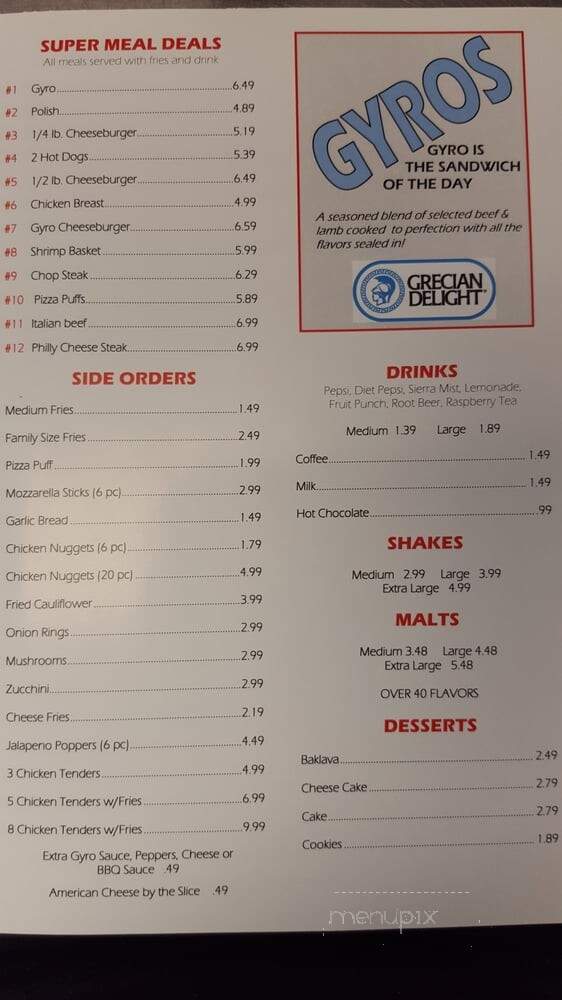 SUPER MEAL DEALS
All meals served with fries and drink
#1 Gyro 6.49
#2 Polish 4.89
#3 1/4 lb. Cheeseburger 5.19
#4 2 Hot Dogs 5.39
#5 1/2 lb. Cheeseburger 6.49
#6 Chicken Breast 4.99
#7 Gyro Cheeseburger 6.59
#8 Shrimp Basket 5.99
#9 Chop Steak 6.29
#10 Pizza Puffs 5.89
#11 Italian beef 6.99
#12 Philly Cheese Steak 6.99
SIDE ORDERS
Medium Fries 1.49
Family Size Fries 2.49
Pizza Puff 1.99
Mozzarella Sticks (6 pc) 2.99
Garlic Bread 1.49
Chicken Nuggets (6 pc) 1.79
Chicken Nuggets (20 pc) 4.99
Fried Cauliflower 3.99
Onion Rings 2.99
Mushrooms 2.99
Zucchini 2.99
Cheese Fries 2.19
Jalapeno Poppers (6 pc) 4.49
3 Chicken Tenders 4.99
5 Chicken Tenders w/Fries 6.99
8 Chicken Tenders w/Fries 9.99
Extra Gyro Sauce, Peppers, Cheese or
BBQ Sauce .49
American Cheese by the Slice .49
GYROS
GYRO IS
THE SANDWICH
OF THE DAY
A seasoned blend of selected beef &
lamb cooked to perfection with all the
flavors sealed in!
GRECIAN
DELIGHT
DRINKS
Pepsi, Diet Pepsi, Sierra Mist, Lemonade,
Fruit Punch, Root Beer, Raspberry Tea
Medium 1.39 Large 1.89
Coffee 1.49
Milk 1.49
Hot Chocolate .99
SHAKES
Medium 2.99 Large 3.99
Extra Large 4.99
MALTS
Medium 3.48 Large 4.48
Extra Large 5.48
OVER 40 FLAVORS
DESSERTS
Baklava 2.49
Cheese Cake 2.79
Cake 2.79
Cookies 1.89
menupix